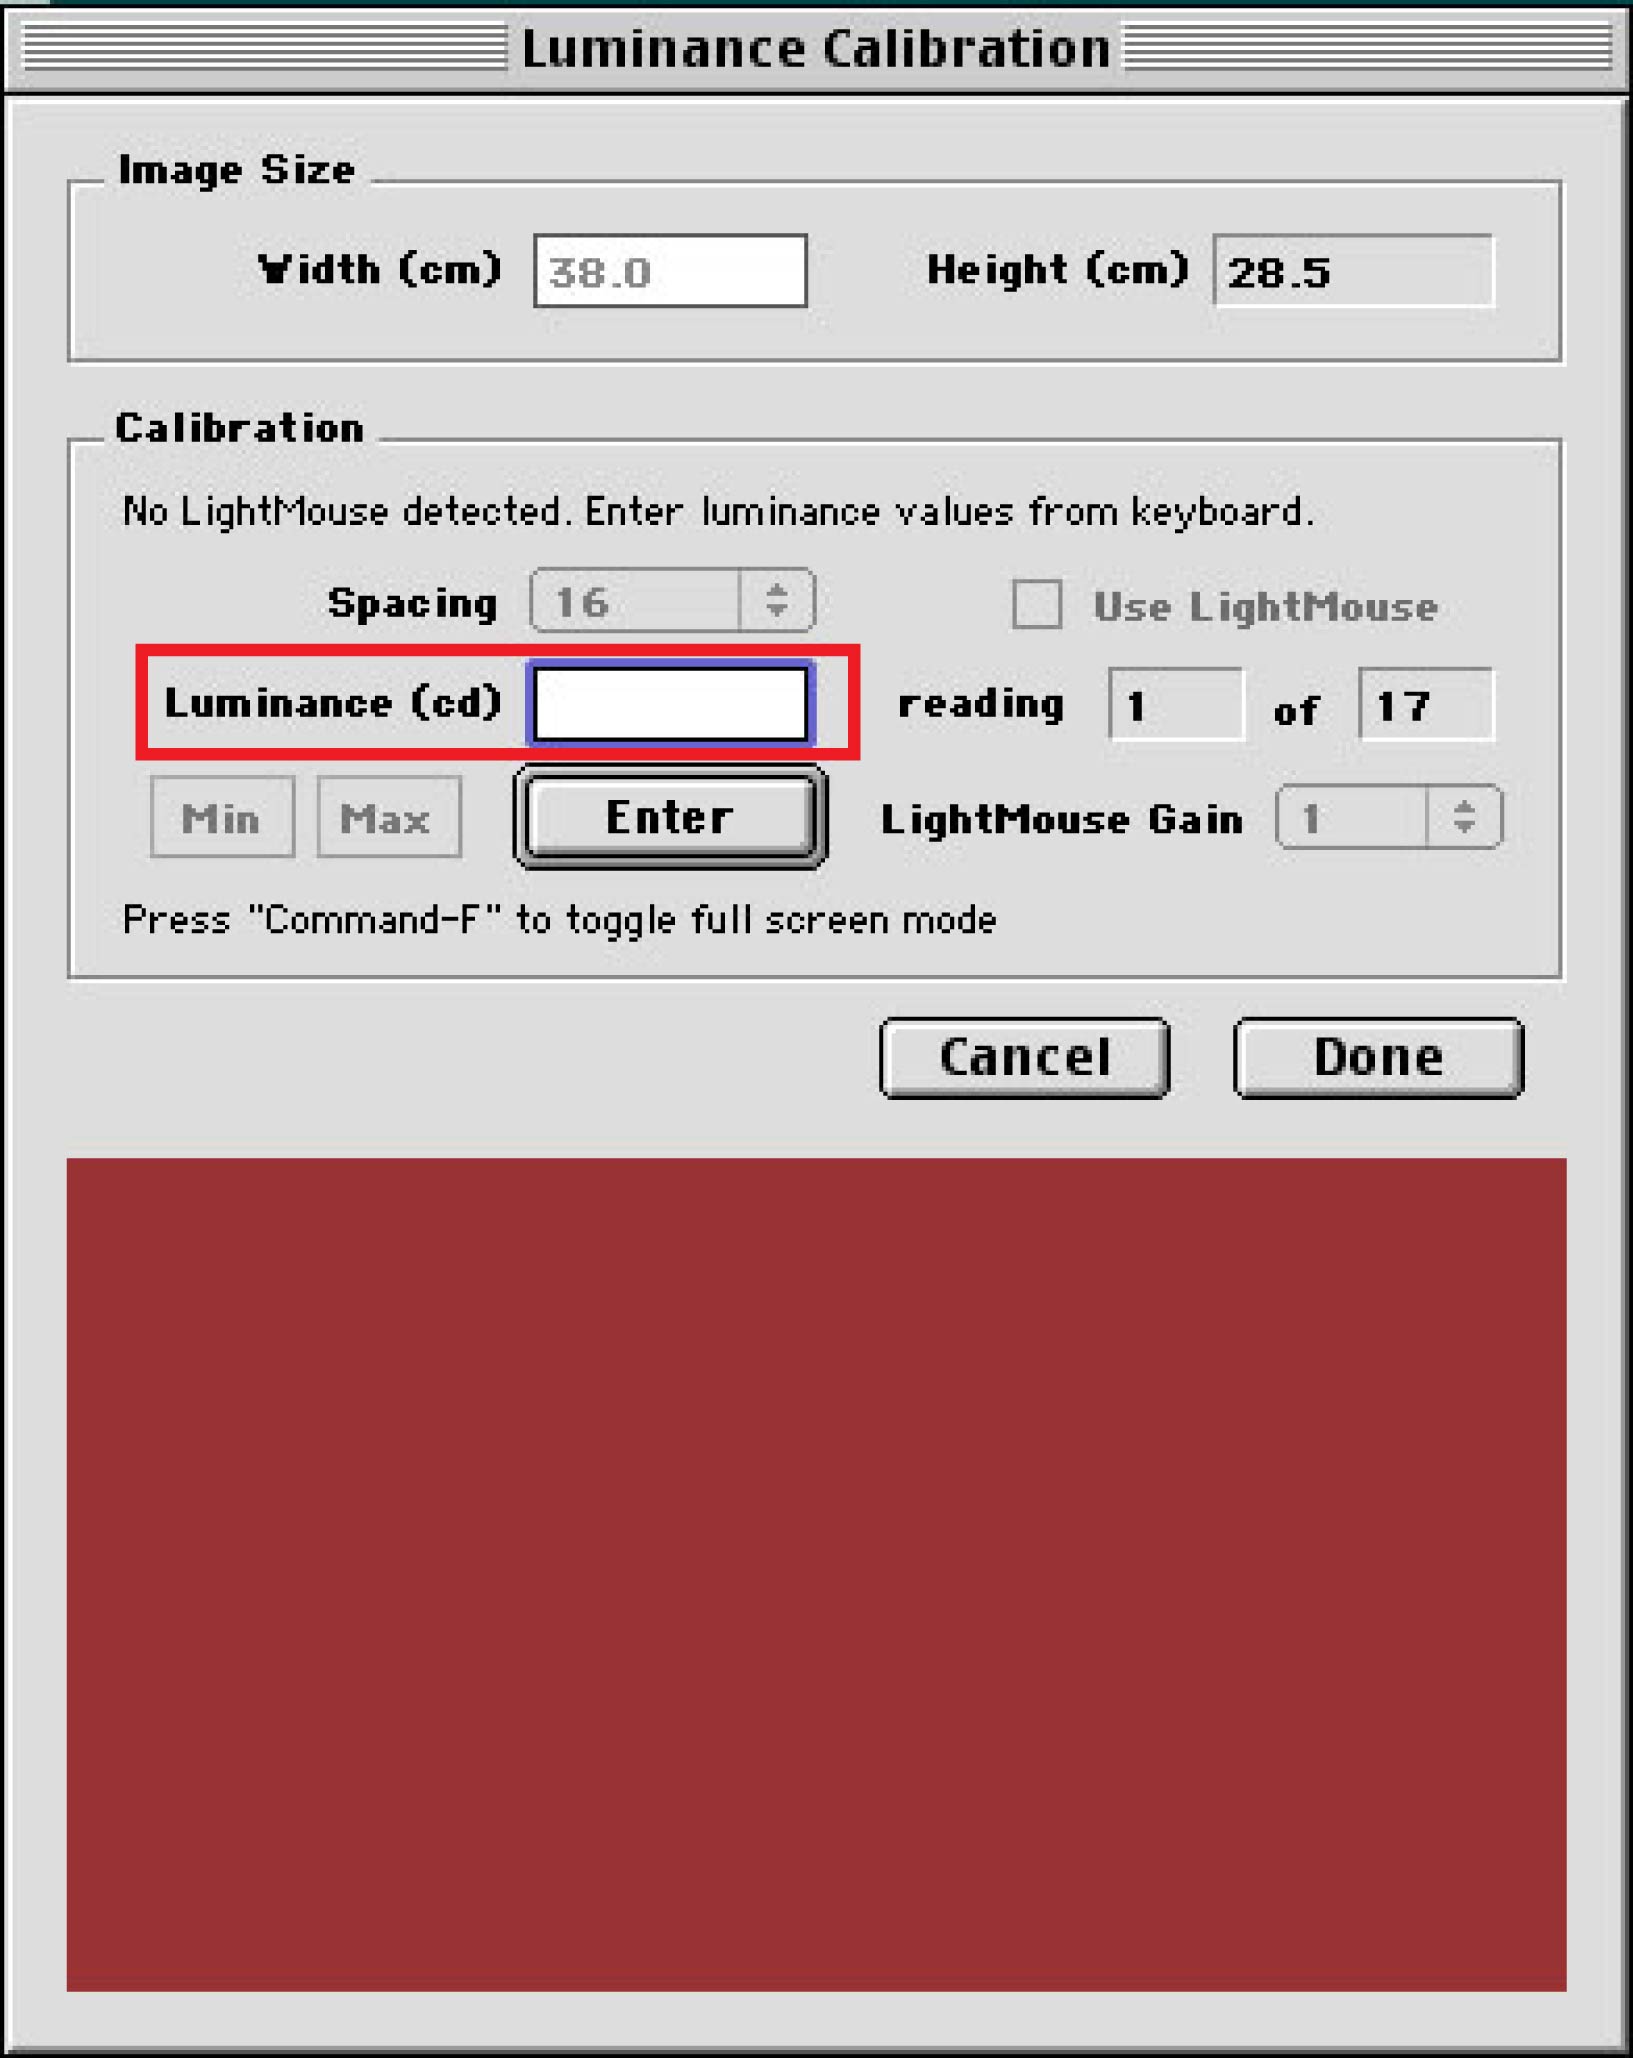 Luminance Calibration
Image Size
Width (cm) 38.0 Height (cm) 28.5
Calibration
No LightMouse detected. Enter luminance values from keyboard.
Spacing 16 Use LightMouse
Luminance (cd) reading 1 of 17
Min Max Enter LightMouse Gain 1
Press "Command-F" to toggle full screen mode
Cancel Done